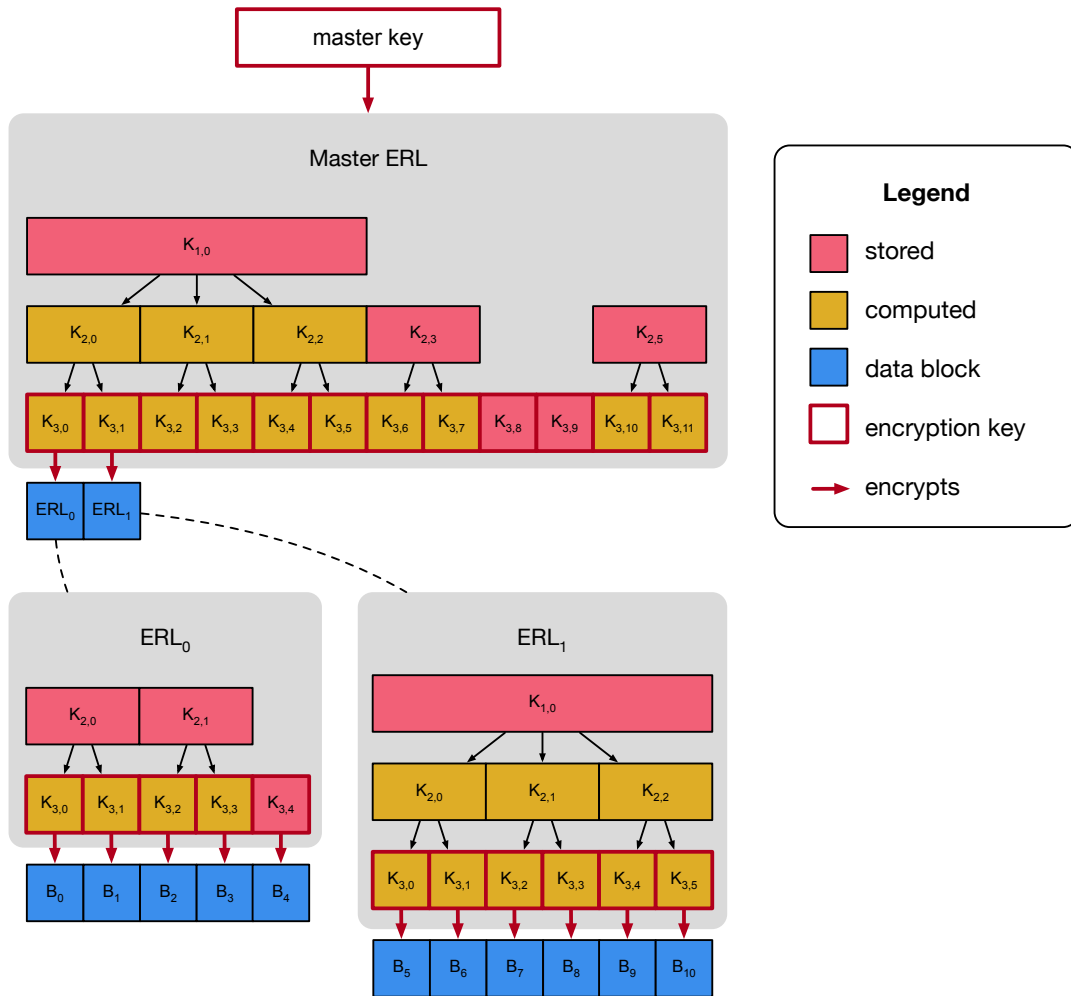 master key
Master ERL
K1,0
K2,0 K2,1 K2,2 K2,3 K2,5
K3,0 K3,1 K3,2 K3,3 K3,4 K3,5 K3,6 K3,7 K3,8 K3,9 K3,10 K3,11
ERL0 ERL1
Legend
stored
computed
data block
encryption key
encrypts
ERL0
K2,0 K2,1
K3,0 K3,1 K3,2 K3,3 K3,4
B0 B1 B2 B3 B4
ERL1
K1,0
K2,0 K2,1 K2,2
K3,0 K3,1 K3,2 K3,3 K3,4 K3,5
B5 B6 B7 B8 B9 B10